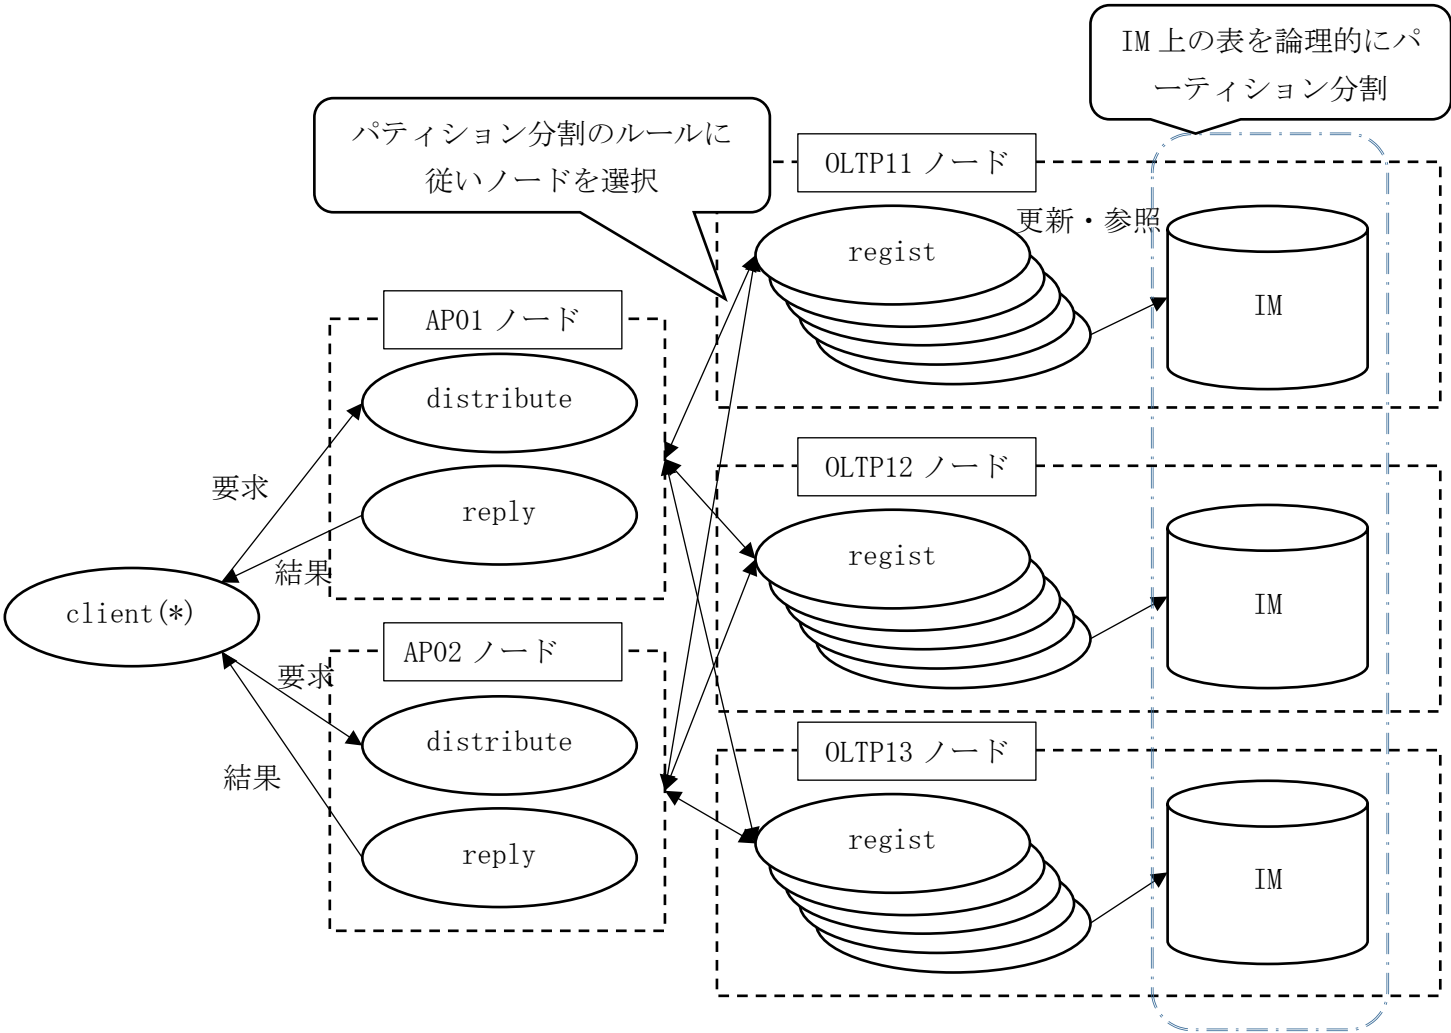 IM 上の表を論理的にパ
ーティション分割
パティション分割のルールに
従いノードを選択
OLTP11 ノード
更新・参照
regist
IM
AP01 ノード
distribute
reply
要求
結果
client(*)
OLTP12 ノード
regist
IM
AP02 ノード
要求
distribute
結果
reply
OLTP13 ノード
regist
IM